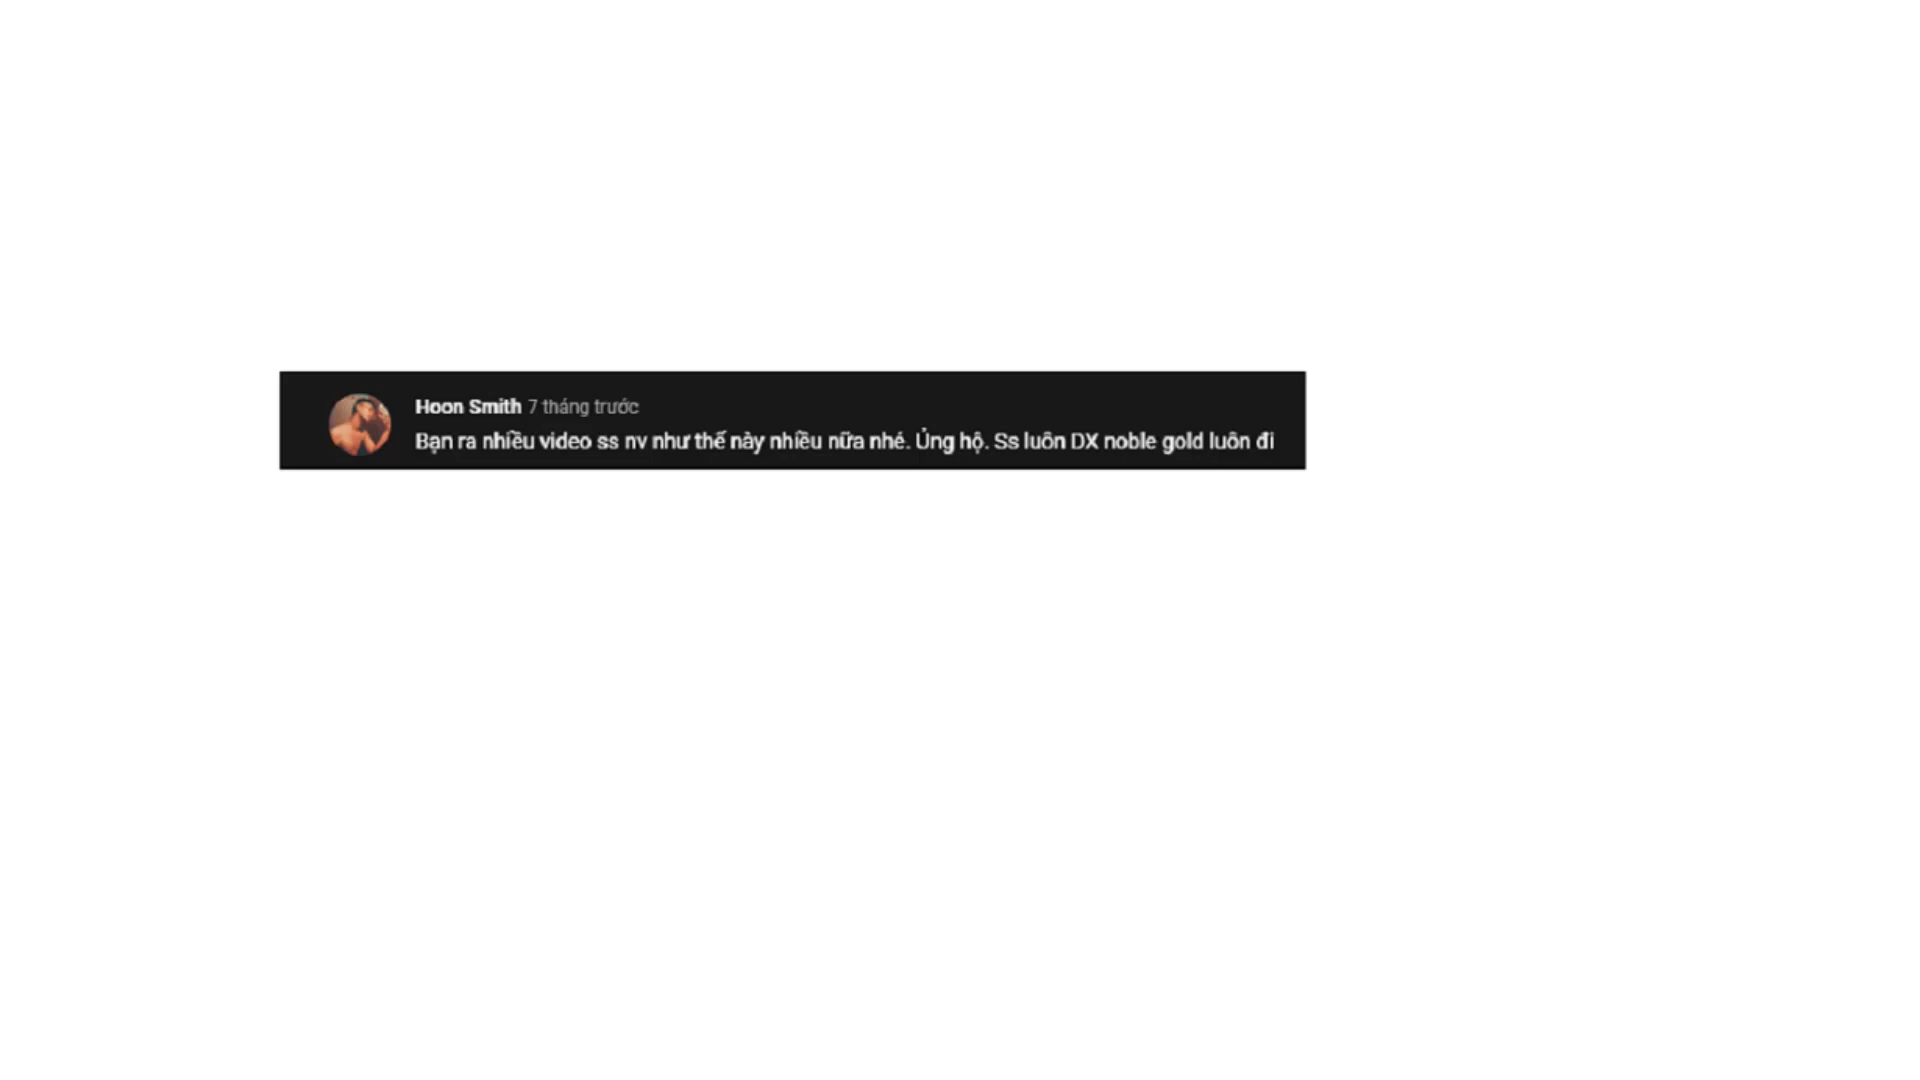 Hoon Smith 7 tháng trước
Bạn ra nhiều video ss nv như thế này nhiều nữa nhé. Ủng hộ. Ss luôn DX noble gold luôn đi